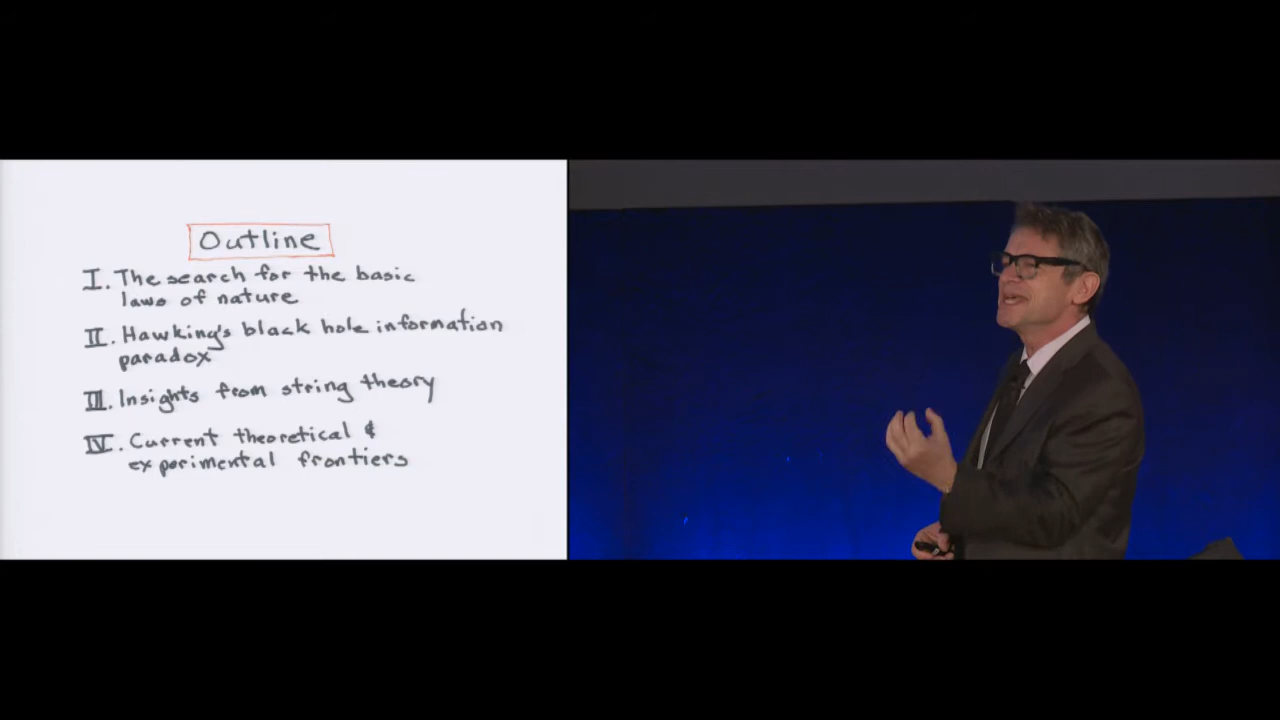 Outline
I. The search for the basic
laws of nature
II. Hawking's black hole information
paradox
III. Insights from string theory
IV. Current theoretical &
experimental frontiers